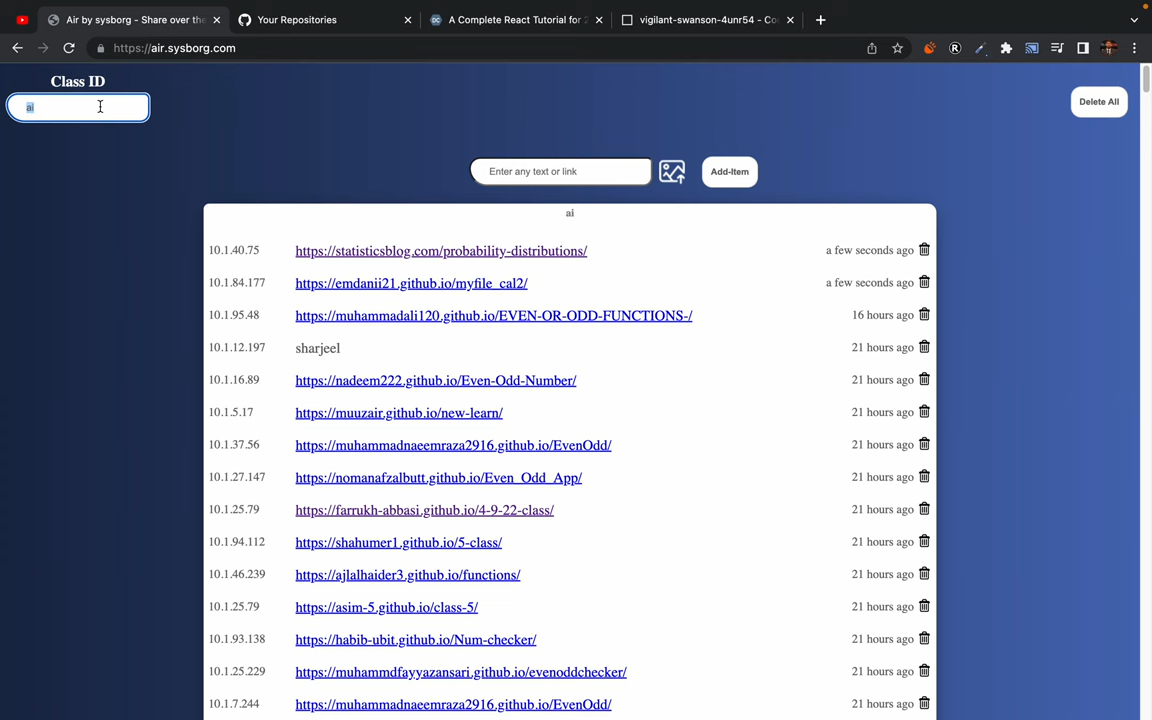 Air by sysborg - Share over the
Your Repositories
A Complete React Tutorial for 2
vigilant-swanson-4unr54 - Co
https://air.sysborg.com
Class ID
ai
Delete All
Enter any text or link
Add-Item
ai
10.1.40.75 https://statisticsblog.com/probability-distributions/ a few seconds ago
10.1.84.177 https://emdanii21.github.io/myfile_cal2/ a few seconds ago
10.1.95.48 https://muhammadali120.github.io/EVEN-OR-ODD-FUNCTIONS-/ 16 hours ago
10.1.12.197 sharjeel 21 hours ago
10.1.16.89 https://nadeem222.github.io/Even-Odd-Number/ 21 hours ago
10.1.5.17 https://muuzair.github.io/new-learn/ 21 hours ago
10.1.37.56 https://muhammadnaeemraza2916.github.io/EvenOdd/ 21 hours ago
10.1.27.147 https://nomanafzalbutt.github.io/Even_Odd_App/ 21 hours ago
10.1.25.79 https://farrukh-abbasi.github.io/4-9-22-class/ 21 hours ago
10.1.94.112 https://shahumer1.github.io/5-class/ 21 hours ago
10.1.46.239 https://ajlalhaider3.github.io/functions/ 21 hours ago
10.1.25.79 https://asim-5.github.io/class-5/ 21 hours ago
10.1.93.138 https://habib-ubit.github.io/Num-checker/ 21 hours ago
10.1.25.229 https://muhammdfayyazansari.github.io/evenoddchecker/ 21 hours ago
10.1.7.244 https://muhammadnaeemraza2916.github.io/EvenOdd/ 21 hours ago